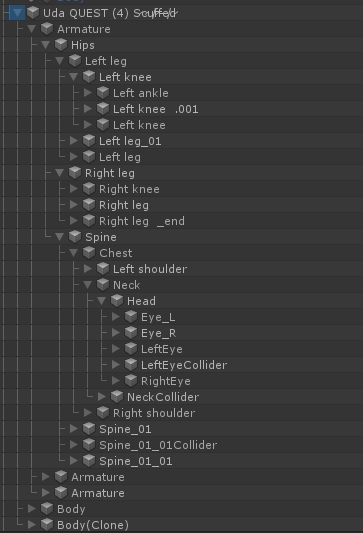 Uda QUEST (4) Scuffed
Armature
Hips
Left leg
Left knee
Left ankle
Left knee .001
Left knee
Left leg_01
Left leg
Right leg
Right knee
Right leg
Right leg _end
Spine
Chest
Left shoulder
Neck
Head
Eye_L
Eye_R
LeftEye
LeftEyeCollider
RightEye
NeckCollider
Right shoulder
Spine_01
Spine_01_01Collider
Spine_01_01
Armature
Armature
Body
Body(Clone)